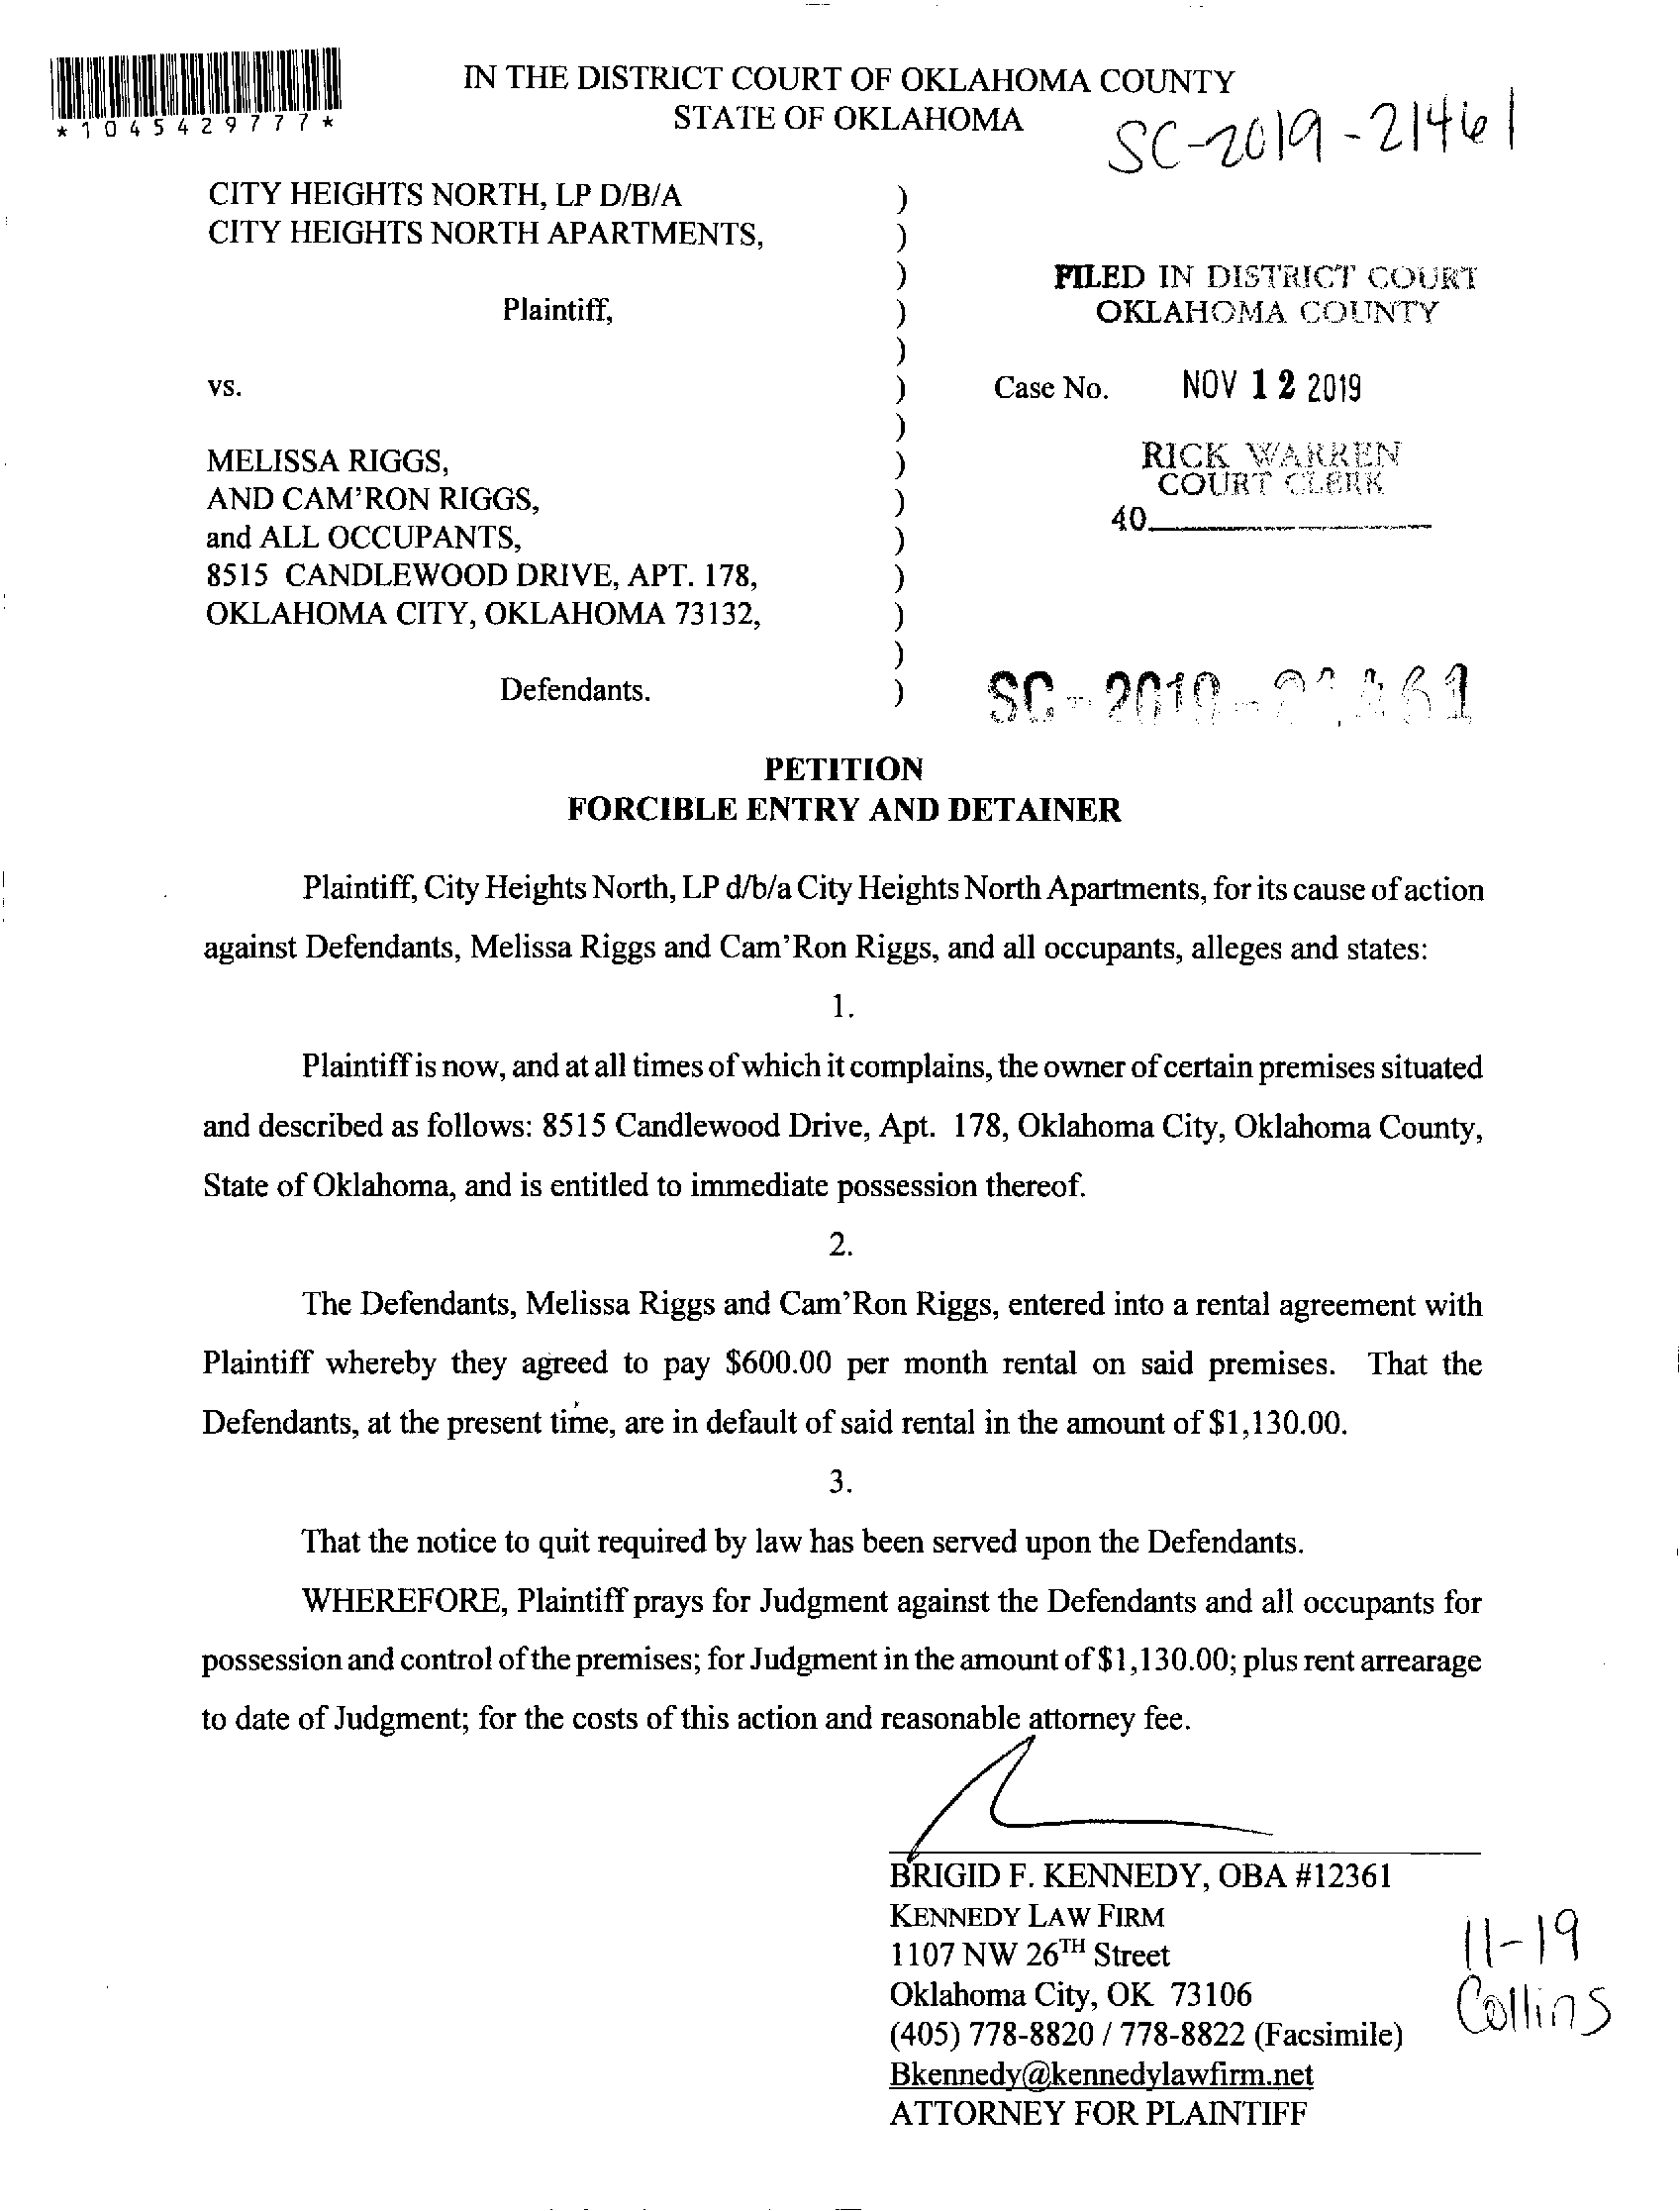 *1045429777*
IN THE DISTRICT COURT OF OKLAHOMA COUNTY
STATE OF OKLAHOMA
SC-2019-21461
CITY HEIGHTS NORTH, LP D/B/A )
CITY HEIGHTS NORTH APARTMENTS, )
)
FILED IN DISTRICT COURT
Plaintiff, )
OKLAHOMA COUNTY
)
vs. )
Case No. NOV 12 2019
)
MELISSA RIGGS, )
RICK WARREN
COURT CLERK
AND CAM'RON RIGGS, )
40
and ALL OCCUPANTS, )
8515 CANDLEWOOD DRIVE, APT. 178, )
OKLAHOMA CITY, OKLAHOMA 73132, )
)
Defendants. )
PETITION
FORCIBLE ENTRY AND DETAINER
Plaintiff, City Heights North, LP d/b/a City Heights North Apartments, for its cause of action
against Defendants, Melissa Riggs and Cam'Ron Riggs, and all occupants, alleges and states:
1.
Plaintiff is now, and at all times of which it complains, the owner of certain premises situated
and described as follows: 8515 Candlewood Drive, Apt. 178, Oklahoma City, Oklahoma County,
State of Oklahoma, and is entitled to immediate possession thereof.
2.
The Defendants, Melissa Riggs and Cam'Ron Riggs, entered into a rental agreement with
Plaintiff whereby they agreed to pay $600.00 per month rental on said premises. That the
Defendants, at the present time, are in default of said rental in the amount of $1,130.00.
3.
That the notice to quit required by law has been served upon the Defendants.
WHEREFORE, Plaintiff prays for Judgment against the Defendants and all occupants for
possession and control of the premises; for Judgment in the amount of $1,130.00; plus rent arrearage
to date of Judgment; for the costs of this action and reasonable attorney fee.
BRIGID F. KENNEDY, OBA #12361
KENNEDY LAW FIRM
1107 NW 26TH Street
Oklahoma City, OK 73106
(405) 778-8820 / 778-8822 (Facsimile)
Bkennedy@kennedylawfirm.net
ATTORNEY FOR PLAINTIFF
11-19
Collins